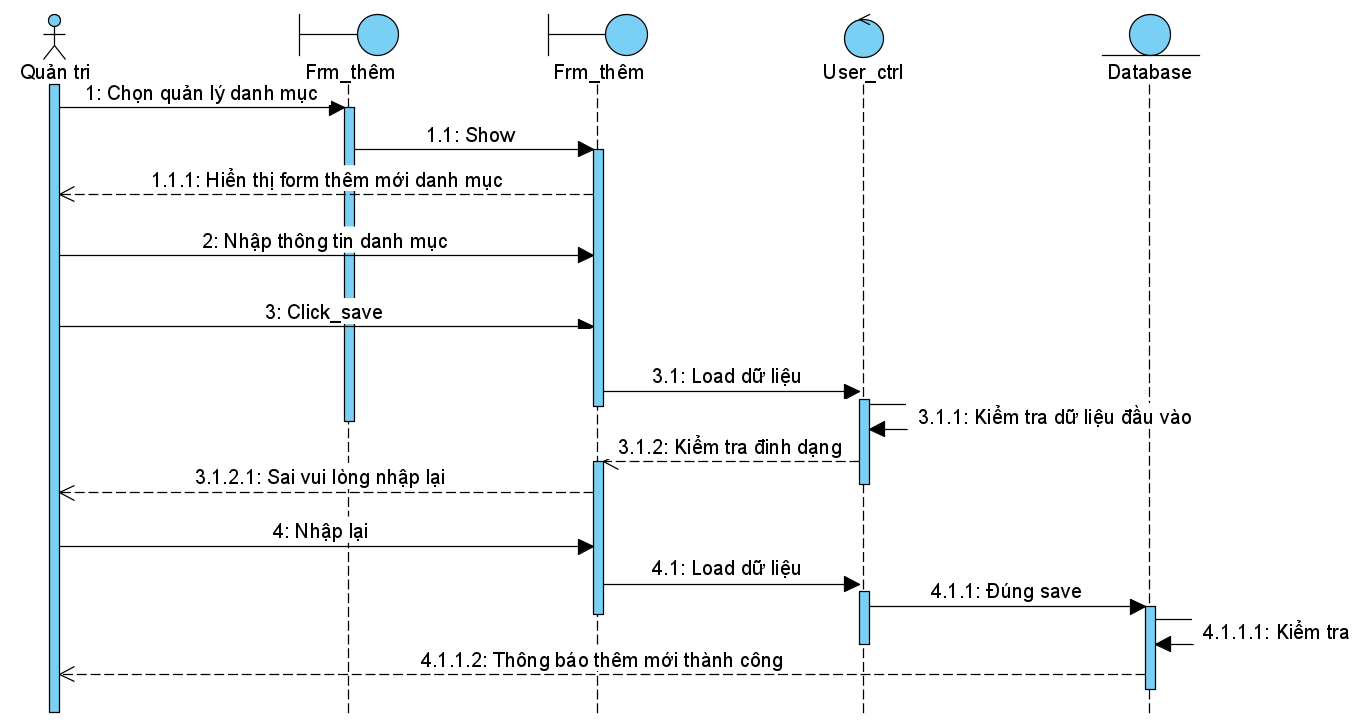 Quản tri
Frm_thêm
Frm_thêm
User_ctrl
Database
1: Chọn quản lý danh mục
1.1: Show
1.1.1: Hiển thị form thêm mới danh mục
2: Nhập thông tin danh mục
3: Click_save
3.1: Load dữ liệu
3.1.1: Kiểm tra dữ liệu đầu vào
3.1.2: Kiểm tra đinh dạng
3.1.2.1: Sai vui lòng nhập lại
4: Nhập lại
4.1: Load dữ liệu
4.1.1: Đúng save
4.1.1.1: Kiểm tra
4.1.1.2: Thông báo thêm mới thành công